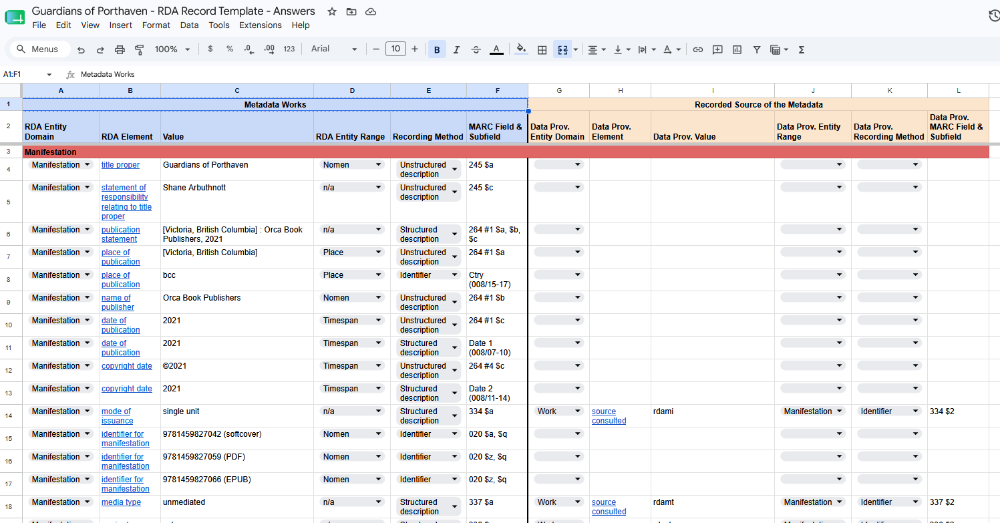 Guardians of Porthaven - RDA Record Template - Answers
File Edit View Insert Format Data Tools Extensions Help
Menus 100% $ % .0 .00 123 Arial − 10 + B I S A Σ
A1:F1 fx Metadata Works
A B C D E F G H I J K L
1 Metadata Works Recorded Source of the Metadata
2 RDA Entity Domain RDA Element Value RDA Entity Range Recording Method MARC Field & Subfield Data Prov. Entity Domain Data Prov. Element Data Prov. Value Data Prov. Entity Range Data Prov. Recording Method Data Prov. MARC Field & Subfield
3 Manifestation
4 Manifestation title proper Guardians of Porthaven Nomen Unstructured description 245 $a
5 Manifestation statement of responsibility relating to title proper Shane Arbuthnott n/a Unstructured description 245 $c
6 Manifestation publication statement [Victoria, British Columbia] : Orca Book Publishers, 2021 n/a Structured description 264 #1 $a, $b, $c
7 Manifestation place of publication [Victoria, British Columbia] Place Unstructured description 264 #1 $a
8 Manifestation place of publication bcc Place Identifier Ctry (008/15-17)
9 Manifestation name of publisher Orca Book Publishers Nomen Unstructured description 264 #1 $b
10 Manifestation date of publication 2021 Timespan Unstructured description 264 #1 $c
11 Manifestation date of publication 2021 Timespan Structured description Date 1 (008/07-10)
12 Manifestation copyright date ©2021 Timespan Unstructured description 264 #4 $c
13 Manifestation copyright date 2021 Timespan Structured description Date 2 (008/11-14)
14 Manifestation mode of issuance single unit n/a Structured description 334 $a Work source consulted rdami Manifestation Identifier 334 $2
15 Manifestation identifier for manifestation 9781459827042 (softcover) Nomen Identifier 020 $a, $q
16 Manifestation identifier for manifestation 9781459827059 (PDF) Nomen Identifier 020 $z, $q
17 Manifestation identifier for manifestation 9781459827066 (EPUB) Nomen Identifier 020 $z, $q
18 Manifestation media type unmediated n/a Structured description 337 $a Work source consulted rdamt Manifestation Identifier 337 $2